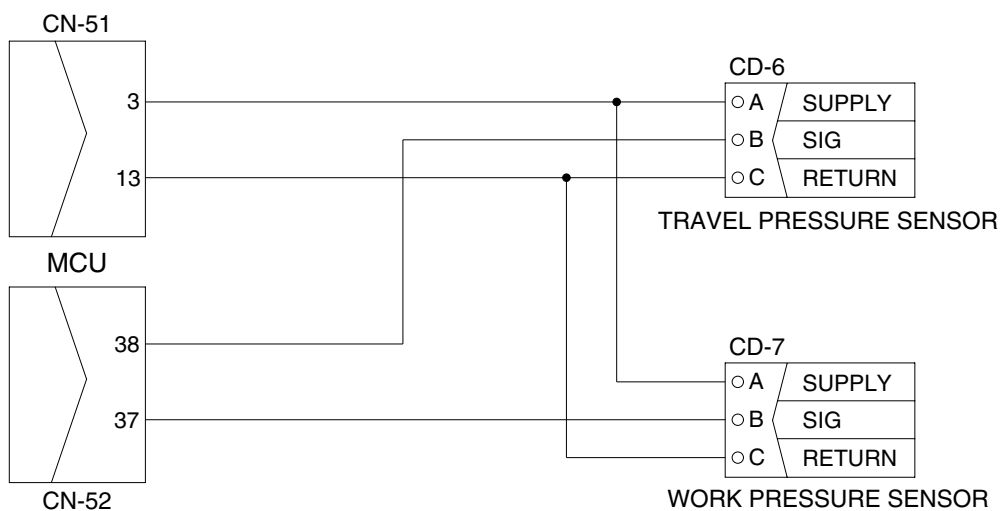 CN-51
3
13
MCU
38
37
CN-52
CD-6
A SUPPLY
B SIG
C RETURN
TRAVEL PRESSURE SENSOR
CD-7
A SUPPLY
B SIG
C RETURN
WORK PRESSURE SENSOR